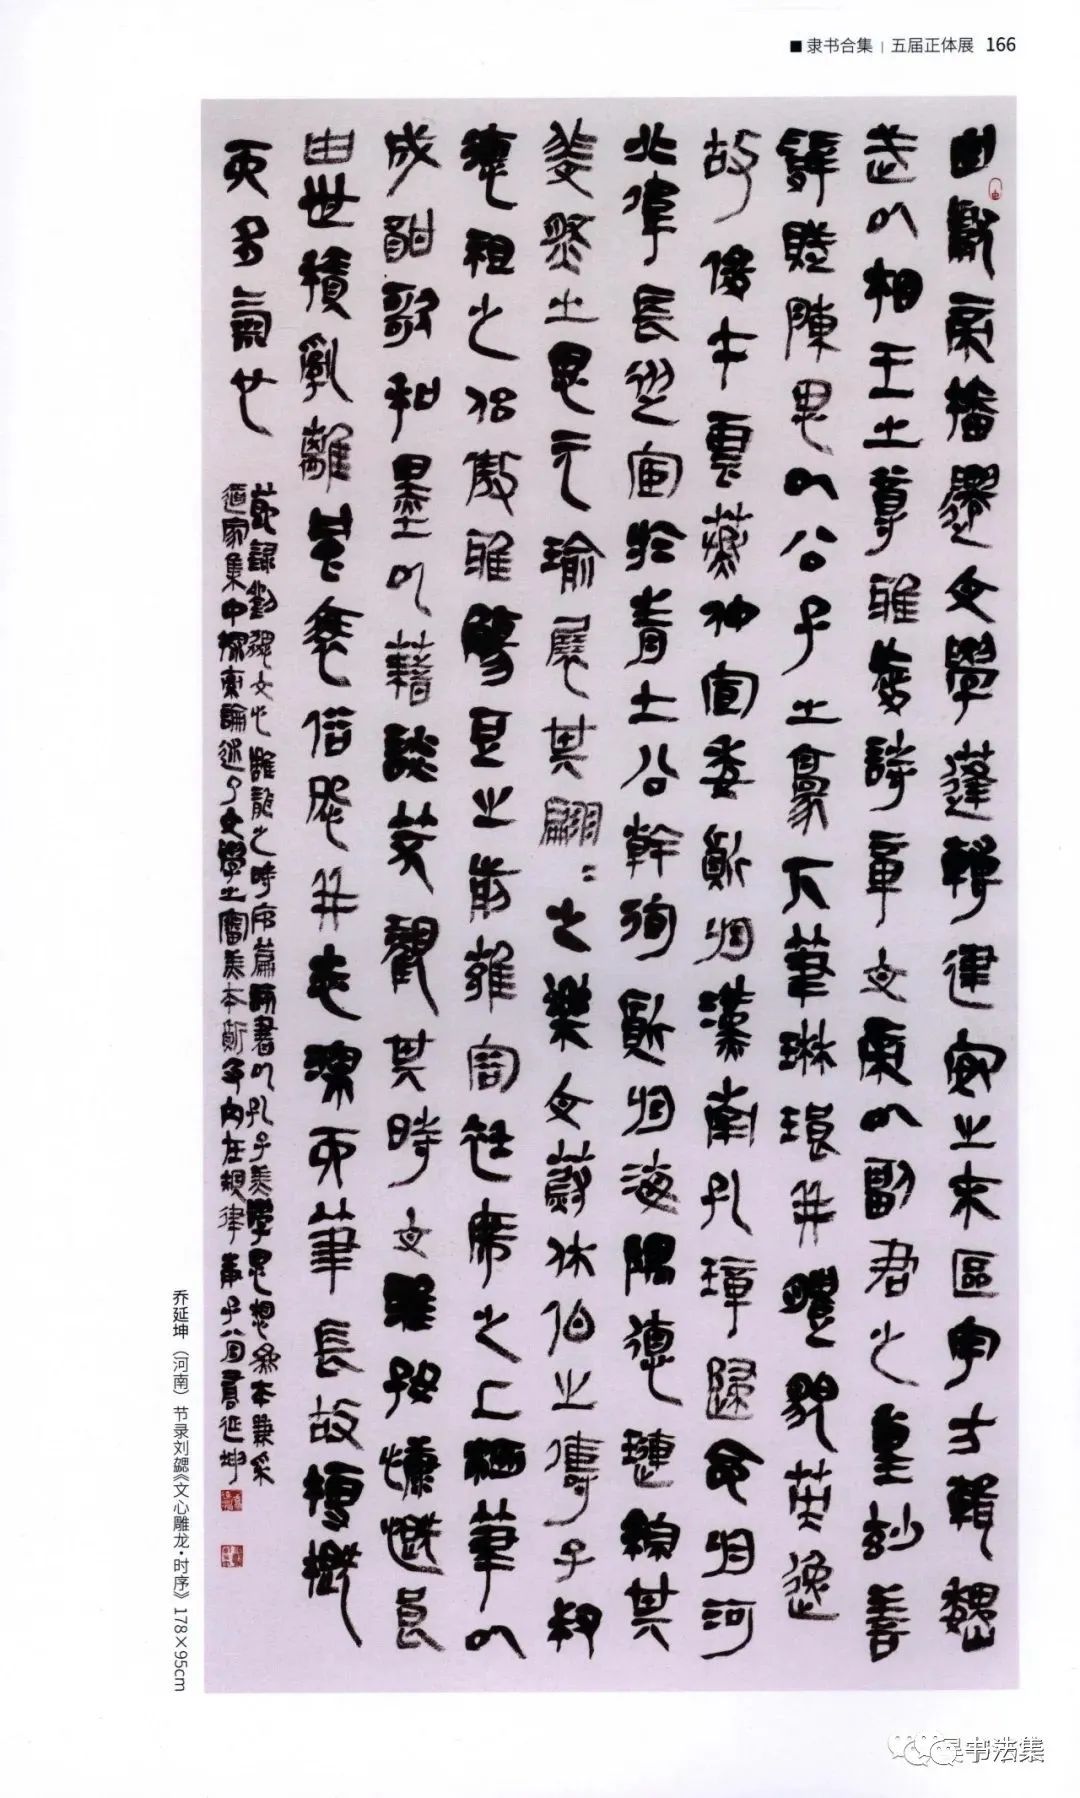 ■ 隶书合集 | 五届正体展 166
由獻帝播遷文學蓬轉建安之末區宇方輯魏
武以相王之尊雅愛詩章文帝以副君之重妙善
辭賦陳思以公子之豪下筆琳琅并體貌英逸
故俊才雲蒸仲宣委質於漢南孔璋歸命於河
北偉長從宦於青土公幹徇質於海隅德璉綜其
斐然之思元瑜展其翩〻之樂文蔚休伯之儔子叔
德祖之侶傲雅觴豆之前雍容衽席之上灑筆以
成酣歌和墨以藉談笑觀其時文雅好慷慨良
由世積亂離風衰俗怨并志深而筆長故梗概
而多氣也
節錄劉勰文心雕龍之時序篇誦書以孔子美學思想為本兼采
道家集中探索論述了文學之審美本質與內在規律 子八月書延坤
乔延坤（河南） 节录刘勰《文心雕龙·时序》 178×95cm
书法集